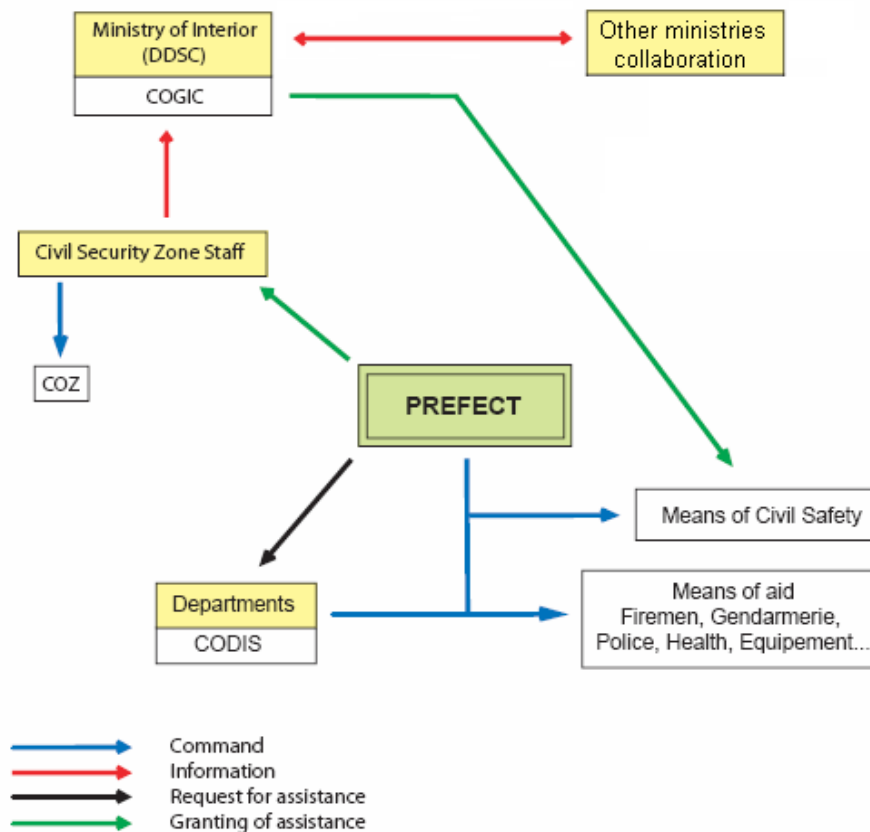 Ministry of Interior
(DDSC)
COGIC
Other ministries
collaboration
Civil Security Zone Staff
COZ
PREFECT
Means of Civil Safety
Departments
CODIS
Means of aid
Firemen, Gendarmerie,
Police, Health, Equipement...
Command
Information
Request for assistance
Granting of assistance